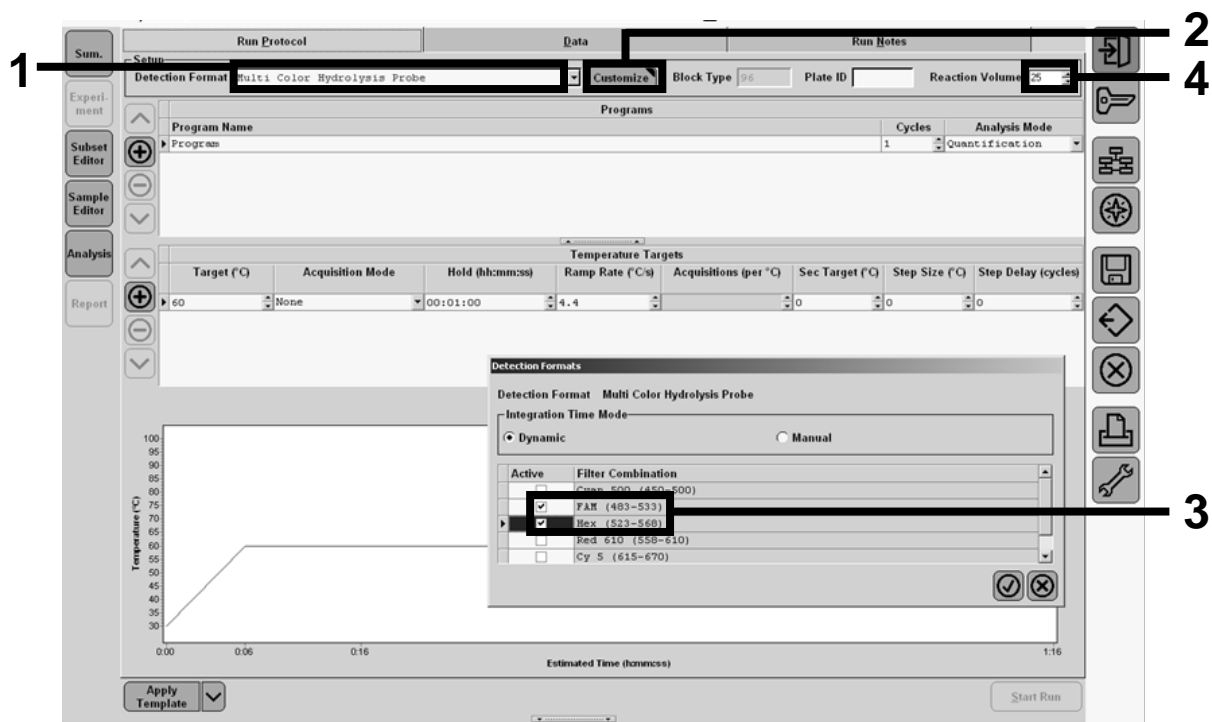 2
1
3
4
Run Protocol
Data
Run Notes
Setup
Detection Format
Multi Color Hydrolysis Probe
Customize
Block Type 96
Plate ID
Reaction Volume 25
Sum.
Experi-
ment
Subset
Editor
Sample
Editor
Analysis
Report
Programs
Program Name
Cycles
Analysis Mode
Program
1
Quantification
Temperature Targets
Target (°C)
Acquisition Mode
Hold (hh:mm:ss)
Ramp Rate (°C/s)
Acquisitions (per °C)
Sec Target (°C)
Step Size (°C)
Step Delay (cycles)
60
None
00:01:00
4.4
0
0
0
Detection Formats
Detection Format Multi Color Hydrolysis Probe
Integration Time Mode
Dynamic
Manual
Active
Filter Combination
Cyan 500 (450-500)
FAM (483-533)
Hex (523-568)
Red 610 (558-610)
Cy 5 (615-670)
Temperature (°C)
100
95
90
85
80
75
70
65
60
55
50
45
40
35
30
0:00
0:06
0:16
1:16
Estimated Time (h:mm:ss)
Apply
Template
Start Run